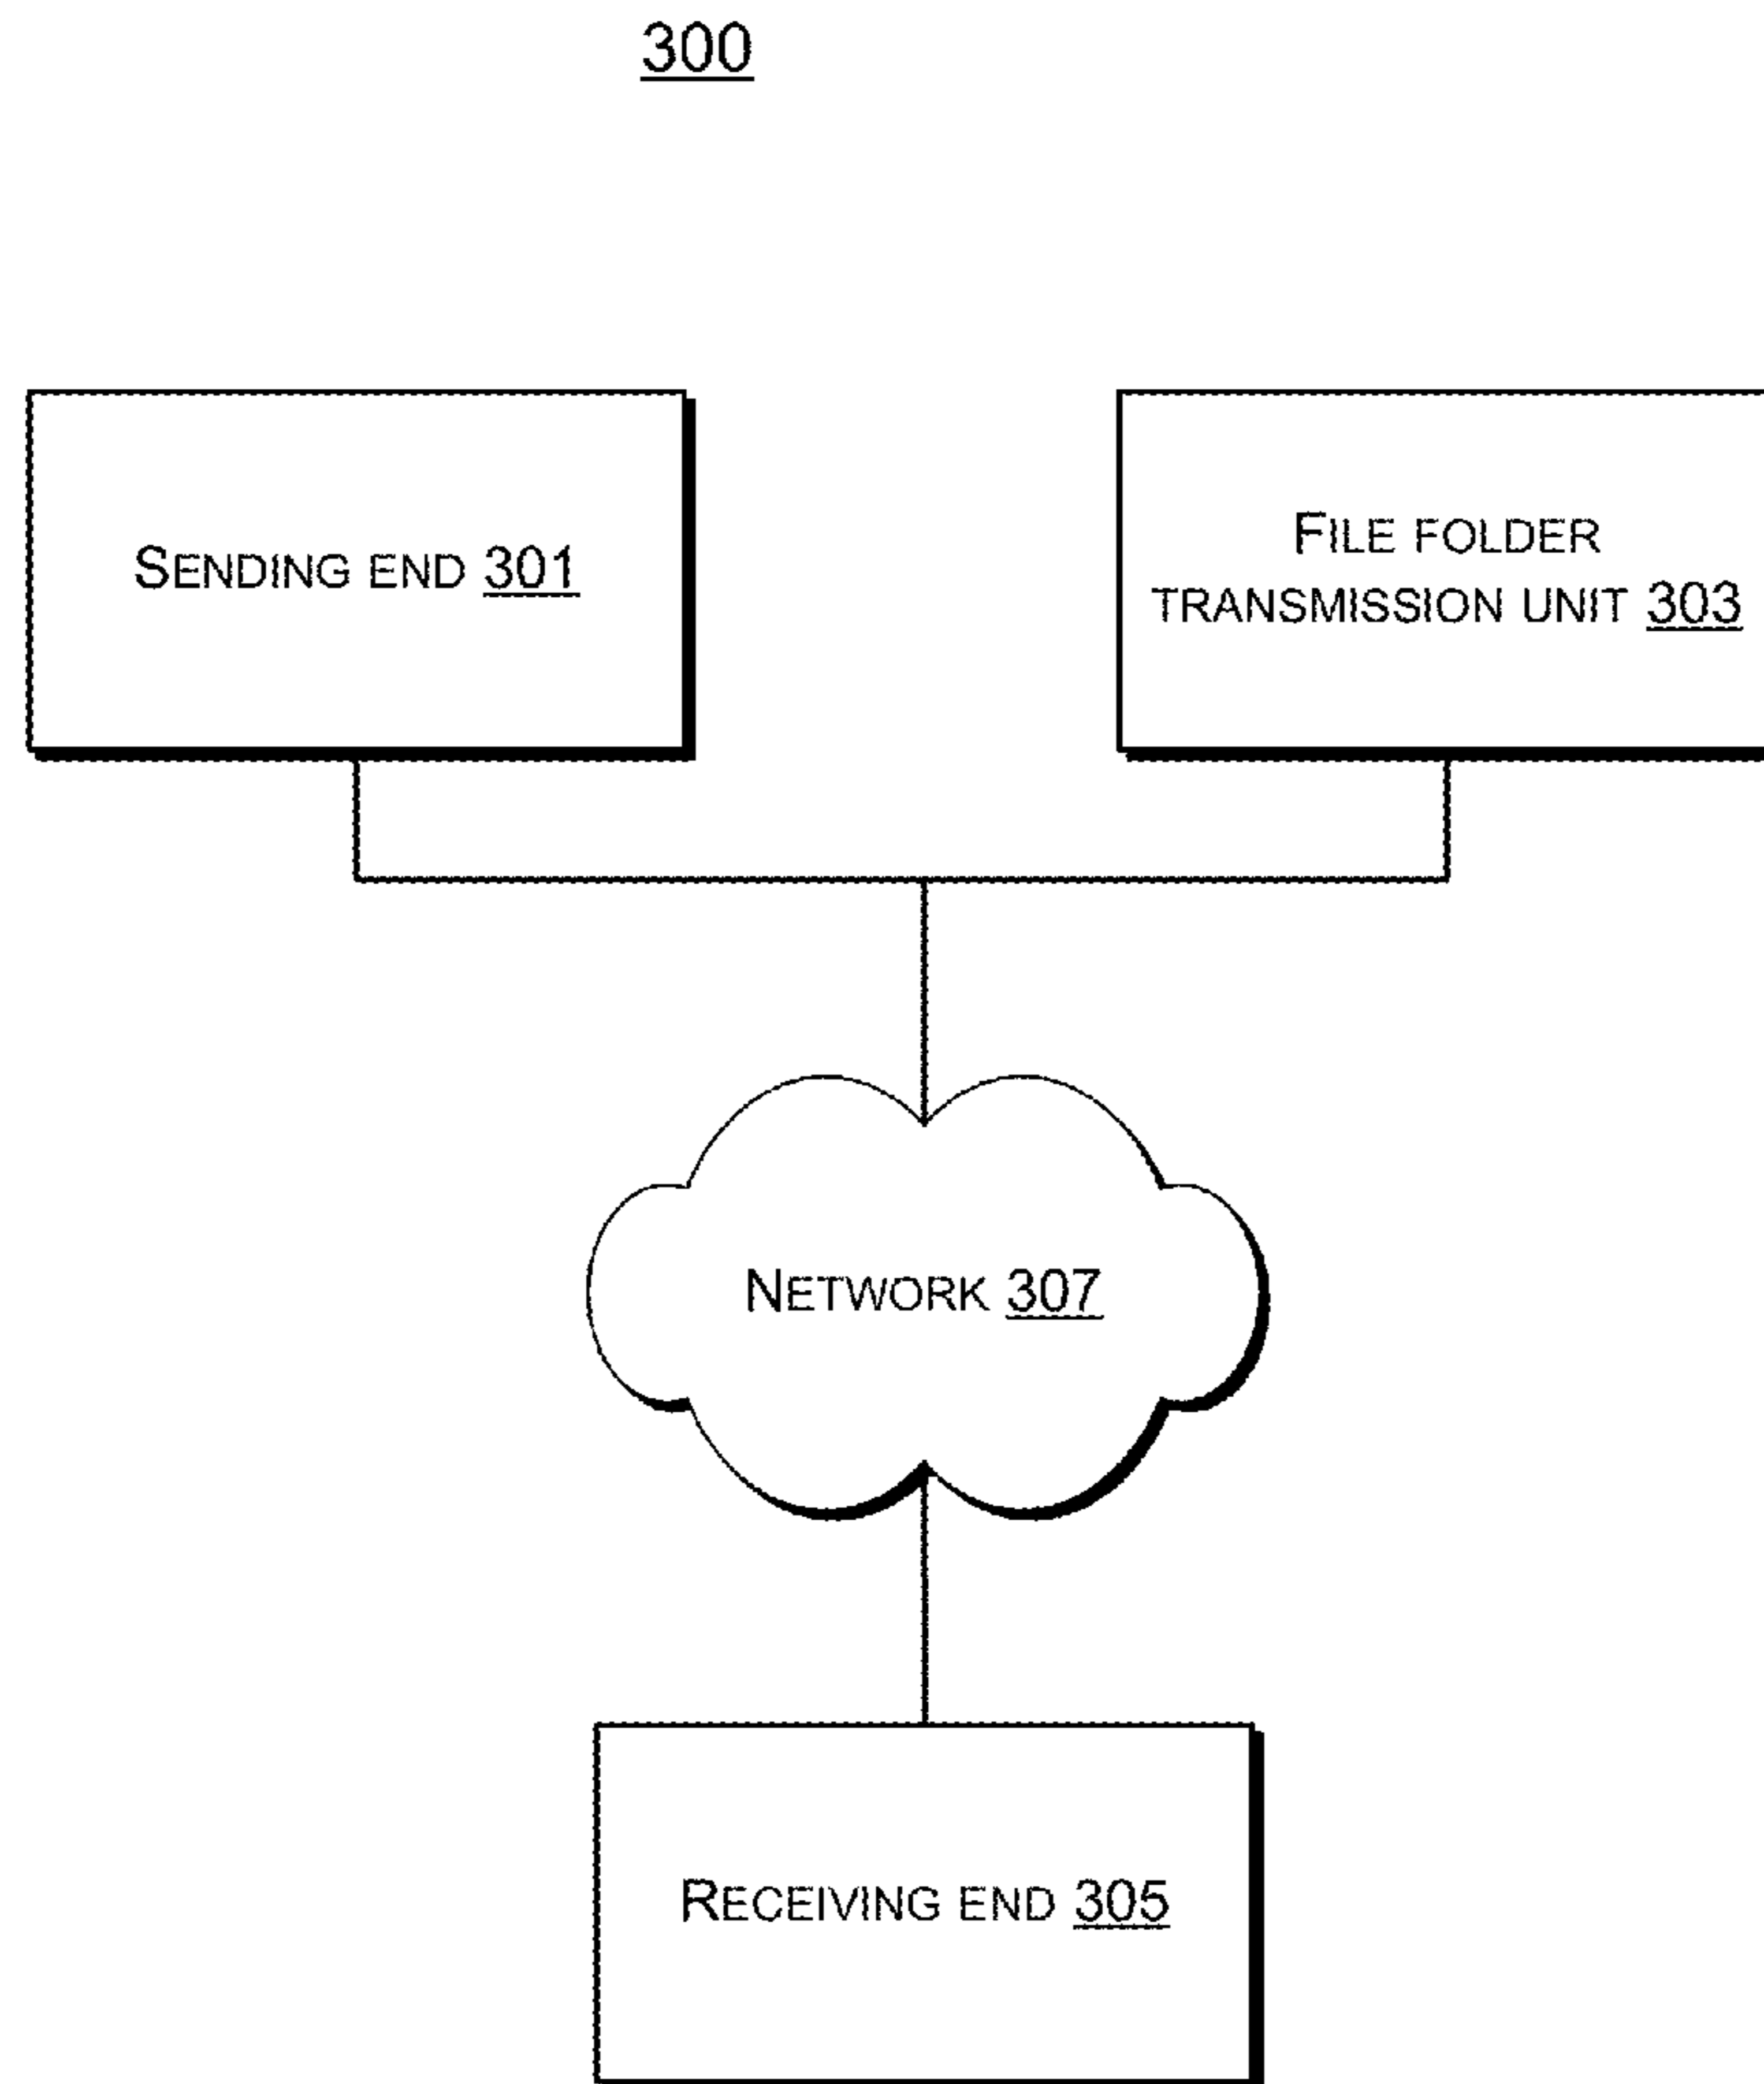 300
SENDING END 301
FILE FOLDER
TRANSMISSION UNIT 303
NETWORK 307
RECEIVING END 305